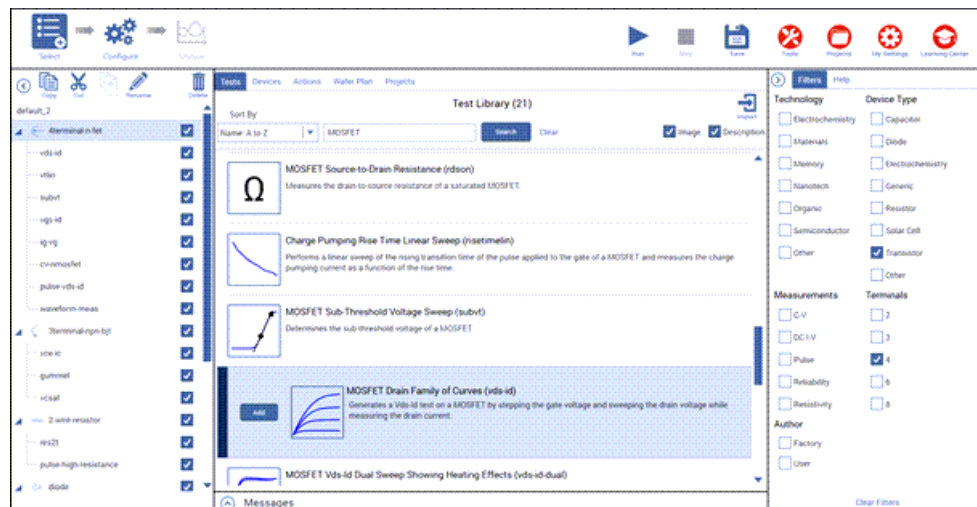 Select
Configure
Run
Stop
Save
Tools
Projects
My Settings
Learning Center
Copy
Cut
Rename
Delete
default_2
4terminal-n-fet
vds-id
vtlin
subvt
vgs-id
ig-vg
cv-nmosfet
pulse-vds-id
waveform-meas
3terminal-npn-bjt
vce-ic
gummel
vcsat
2-wire-resistor
res2t
pulse-high-resistance
diode
Tests
Devices
Actions
Wafer Plan
Projects
Test Library (21)
Import
Sort By
Name: A to Z
MOSFET
Search
Clear
Image
Description
MOSFET Source-to-Drain Resistance (rdson)
Measures the drain-to-source resistance of a saturated MOSFET.
Ω
Charge Pumping Rise Time Linear Sweep (risetimelin)
Performs a linear sweep of the rising transition time of the pulse applied to the gate of a MOSFET and measures the charge
pumping current as a function of the rise time.
MOSFET Sub-Threshold Voltage Sweep (subvt)
Determines the sub-threshold voltage of a MOSFET
Add
MOSFET Drain Family of Curves (vds-id)
Generates a Vds-Id test on a MOSFET by stepping the gate voltage and sweeping the drain voltage while
measuring the drain current.
MOSFET Vds-Id Dual Sweep Showing Heating Effects (vds-id-dual)
Messages
Filters
Help
Technology
Electrochemistry
Materials
Memory
Nanotech
Organic
Semiconductor
Other
Device Type
Capacitor
Diode
Electrochemistry
Generic
Resistor
Solar Cell
Transistor
Other
Measurements
C-V
DC I-V
Pulse
Reliability
Resistivity
Terminals
2
3
4
6
8
Author
Factory
User
Clear Filters